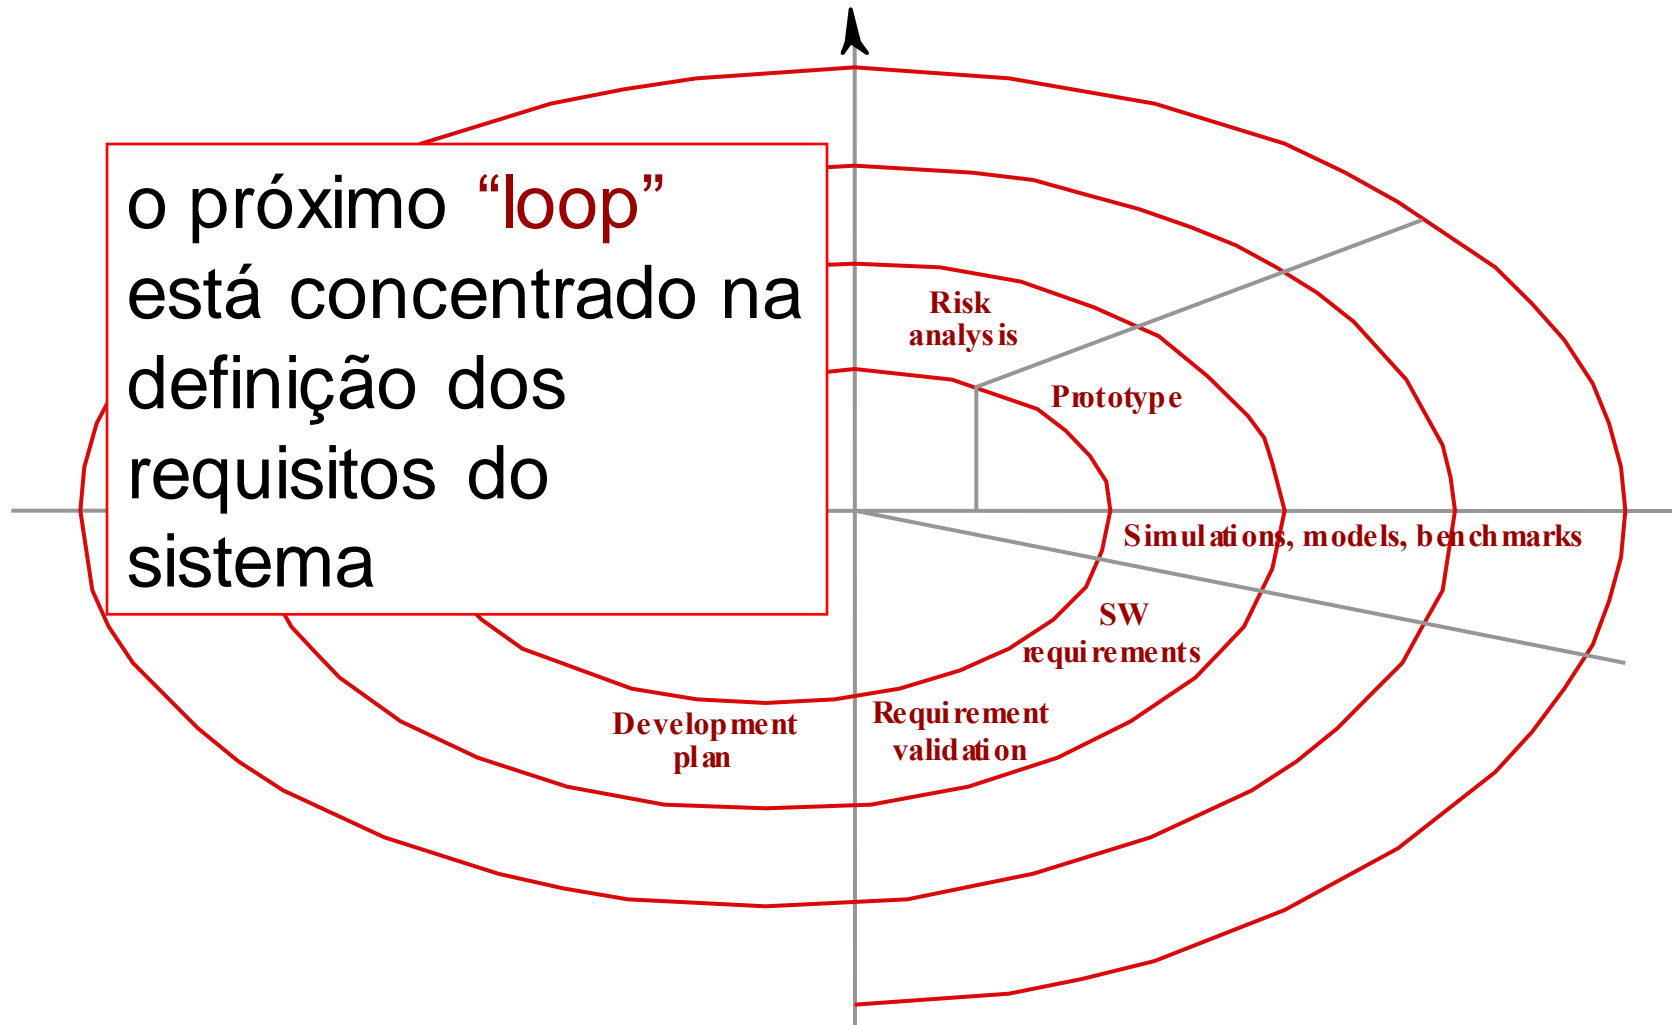 o próximo “loop”
está concentrado na
definição dos
requisitos do
sistema
Risk
analysis
Prototype
Simulations, models, benchmarks
SW
requirements
Requirement
validation
Development
plan